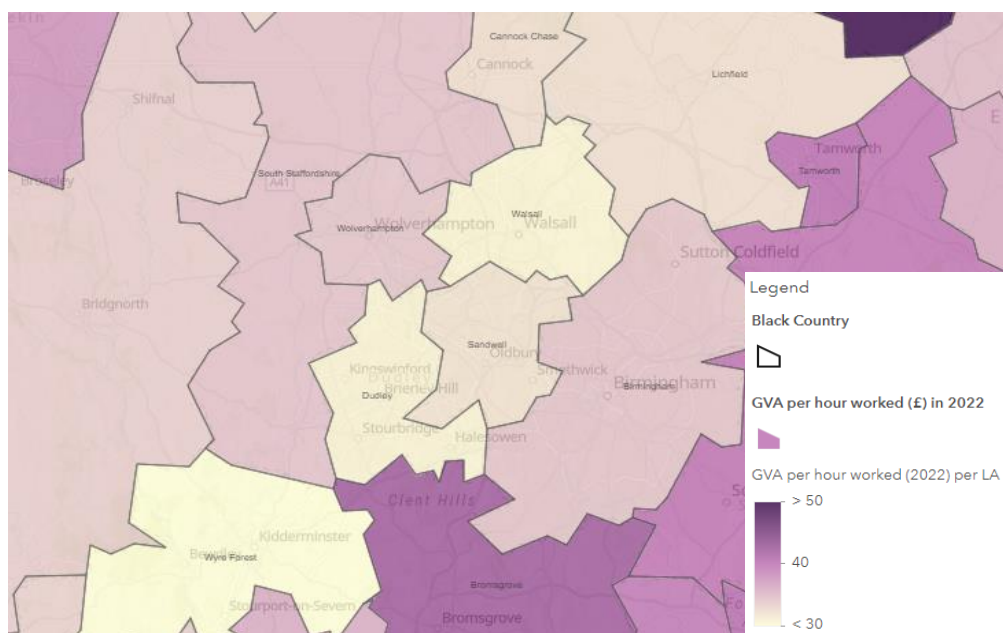 Cannock Chase
Cannock
Lichfield
Shifnal
Tamworth
Tamworth
Broseley
South Staffordshire
A41
Walsall
Wolverhampton
Wolverhampton
Walsall
Sutton Coldfield
Bridgnorth
Sandwell
Oldbury
Kingswinford
Smethwick
Dudley
Brierley Hill
Birmingham
Birmingham
Dudley
Stourbridge
Halesowen
Clent Hills
Kidderminster
Bewdley
Wyre Forest
Stourport-on-Severn
Bromsgrove
Bromsgrove
Legend
Black Country
GVA per hour worked (£) in 2022
GVA per hour worked (2022) per LA
> 50
40
< 30